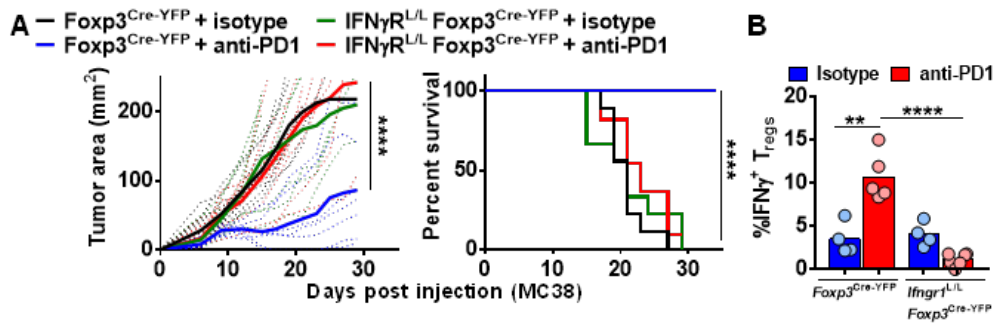 A
Foxp3Cre-YFP + isotype
IFNγRL/L Foxp3Cre-YFP + isotype
Foxp3Cre-YFP + anti-PD1
IFNγRL/L Foxp3Cre-YFP + anti-PD1
Tumor area (mm2)
200
100
0
0 10 20 30
****
Percent survival
100
50
0
0 10 20 30
****
Days post injection (MC38)
B
Isotype anti-PD1
%IFNγ+ Tregs
20
15
10
5
0
** ****
Foxp3Cre-YFP
Ifngr1L/L
Foxp3Cre-YFP